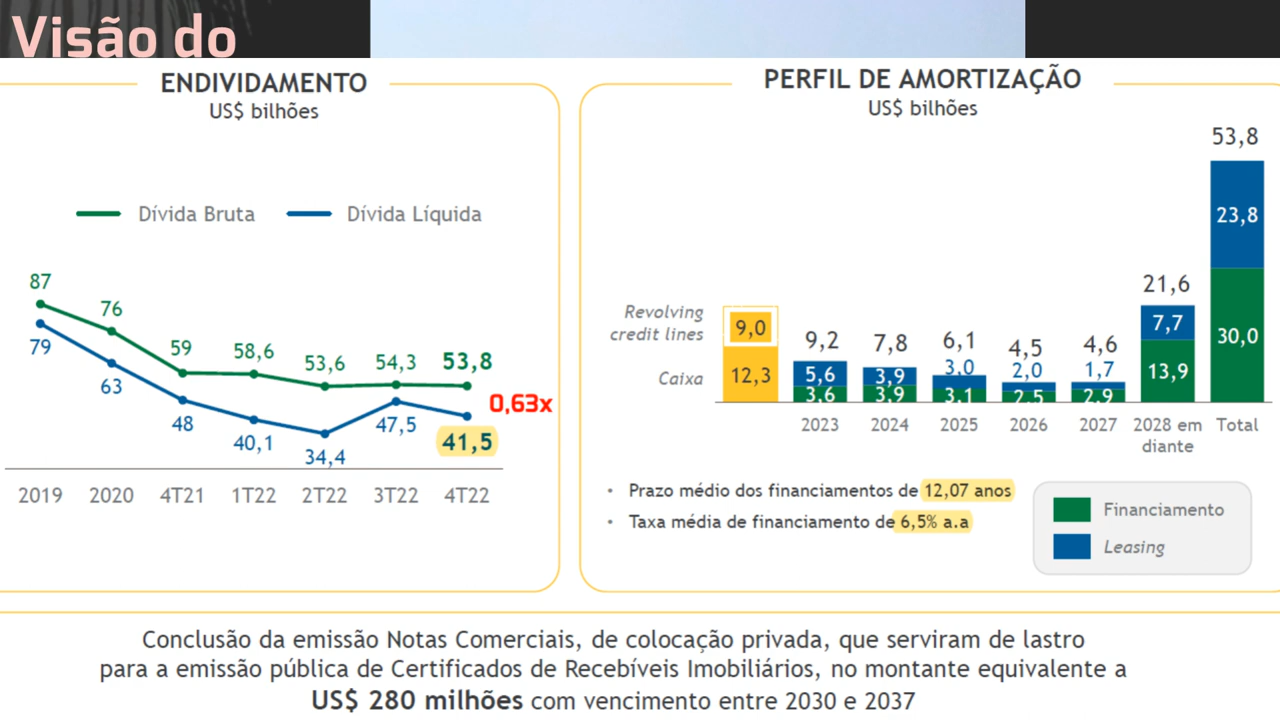 Visão do
ENDIVIDAMENTO
US$ bilhões
Dívida Bruta
Dívida Líquida
87
76
59
58,6
53,6
54,3
53,8
79
63
48
40,1
34,4
47,5
41,5
0,63x
2019
2020
4T21
1T22
2T22
3T22
4T22
PERFIL DE AMORTIZAÇÃO
US$ bilhões
Revolving
credit lines
Caixa
9,0
12,3
9,2
5,6
3,6
7,8
3,9
3,9
6,1
3,0
3,1
4,5
2,0
2,5
4,6
1,7
2,9
21,6
7,7
13,9
53,8
23,8
30,0
2023
2024
2025
2026
2027
2028 em
diante
Total
• Prazo médio dos financiamentos de 12,07 anos
• Taxa média de financiamento de 6,5% a.a
Financiamento
Leasing
Conclusão da emissão Notas Comerciais, de colocação privada, que serviram de lastro
para a emissão pública de Certificados de Recebíveis Imobiliários, no montante equivalente a
US$ 280 milhões com vencimento entre 2030 e 2037